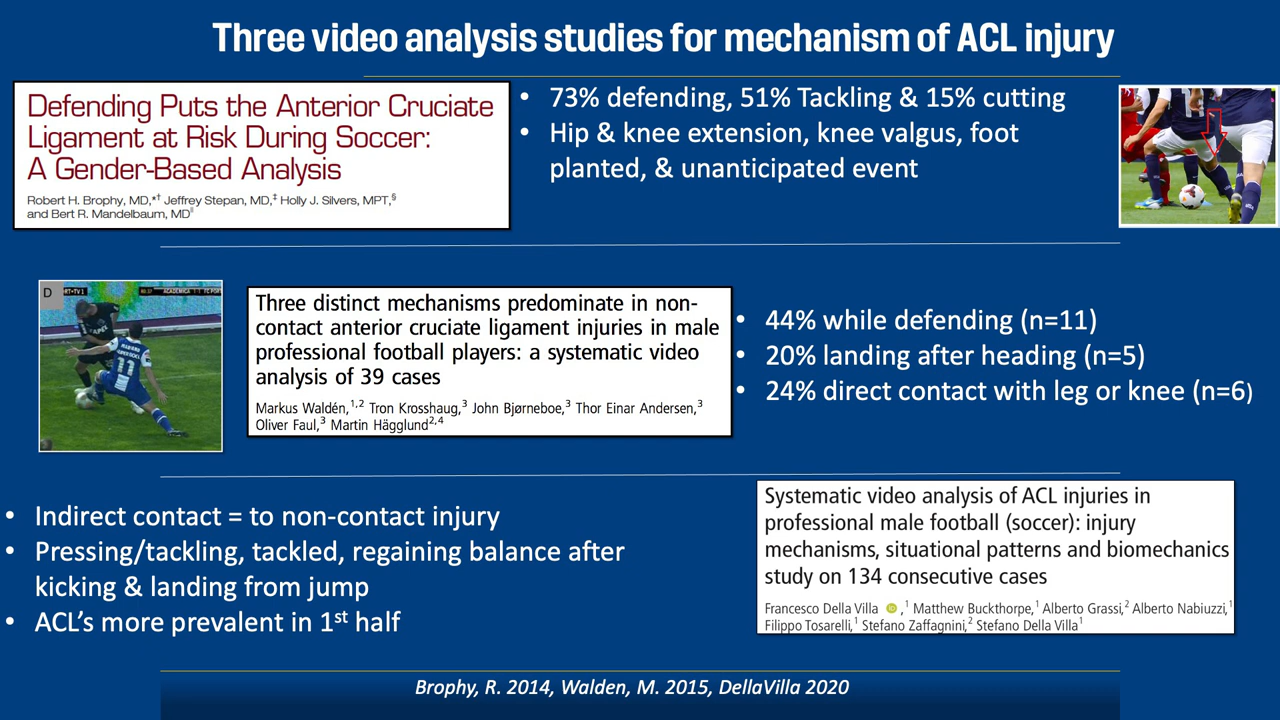 Three video analysis studies for mechanism of ACL injury
Defending Puts the Anterior Cruciate
Ligament at Risk During Soccer:
A Gender-Based Analysis
Robert H. Brophy, MD,*† Jeffrey Stepan, MD,‡ Holly J. Silvers, MPT,§
and Bert R. Mandelbaum, MD||
• 73% defending, 51% Tackling & 15% cutting
• Hip & knee extension, knee valgus, foot
planted, & unanticipated event
D
11
Three distinct mechanisms predominate in non-
contact anterior cruciate ligament injuries in male
professional football players: a systematic video
analysis of 39 cases
Markus Waldén,1,2 Tron Krosshaug,3 John Bjørneboe,3 Thor Einar Andersen,3
Oliver Faul,3 Martin Hägglund2,4
• 44% while defending (n=11)
• 20% landing after heading (n=5)
• 24% direct contact with leg or knee (n=6)
• Indirect contact = to non-contact injury
• Pressing/tackling, tackled, regaining balance after
kicking & landing from jump
• ACL’s more prevalent in 1st half
Systematic video analysis of ACL injuries in
professional male football (soccer): injury
mechanisms, situational patterns and biomechanics
study on 134 consecutive cases
Francesco Della Villa iD ,1 Matthew Buckthorpe,1 Alberto Grassi,2 Alberto Nabiuzzi,1
Filippo Tosarelli,1 Stefano Zaffagnini,2 Stefano Della Villa1
Brophy, R. 2014, Walden, M. 2015, DellaVilla 2020